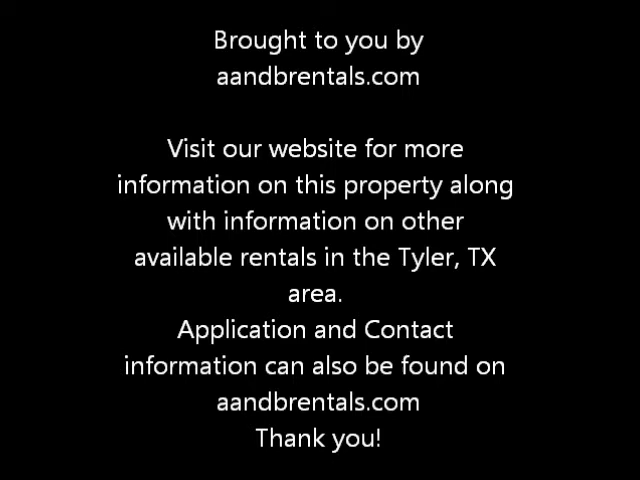 Brought to you by
aandbrentals.com
Visit our website for more
information on this property along
with information on other
available rentals in the Tyler, TX
area.
Application and Contact
information can also be found on
aandbrentals.com
Thank you!